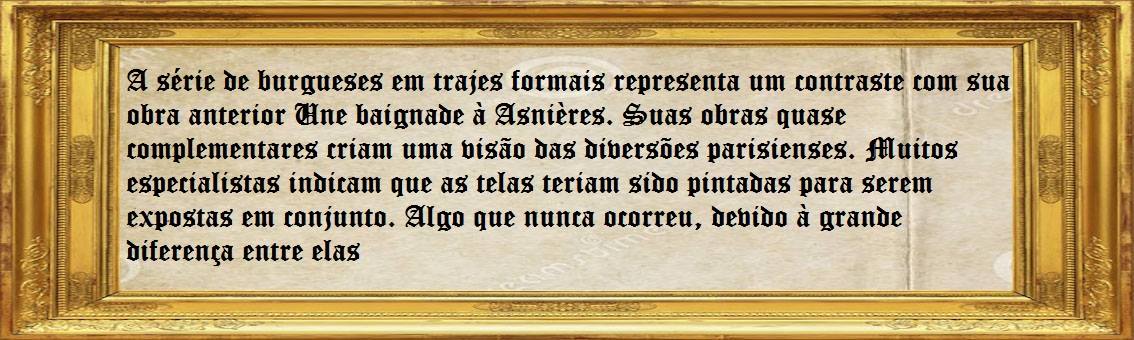 A série de burgueses em trajes formais representa um contraste com sua
obra anterior Une baignade à Asnières. Suas obras quase
complementares criam uma visão das diversões parisienses. Muitos
especialistas indicam que as telas teriam sido pintadas para serem
expostas em conjunto. Algo que nunca ocorreu, devido à grande
diferença entre elas